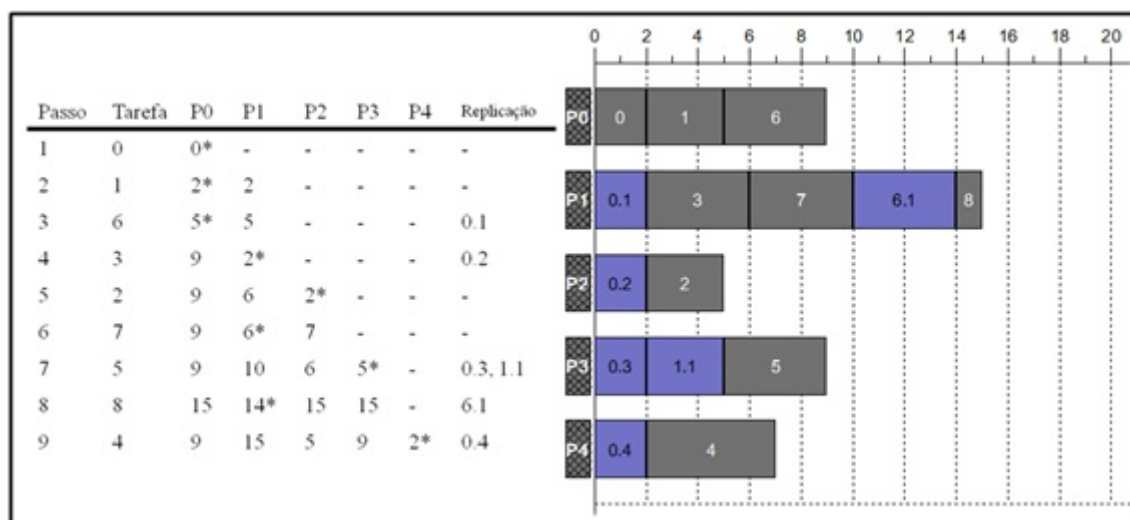 0 2 4 6 8 10 12 14 16 18 20
Passo Tarefa P0 P1 P2 P3 P4 Replicação
1 0 0* - - - - -
2 1 2* 2 - - - -
3 6 5* 5 - - - 0.1
4 3 9 2* - - - 0.2
5 2 9 6 2* - - -
6 7 9 6* 7 - - -
7 5 9 10 6 5* - 0.3, 1.1
8 8 15 14* 15 15 - 6.1
9 4 9 15 5 9 2* 0.4
P0 0 1 6
P1 0.1 3 7 6.1 8
P2 0.2 2
P3 0.3 1.1 5
P4 0.4 4